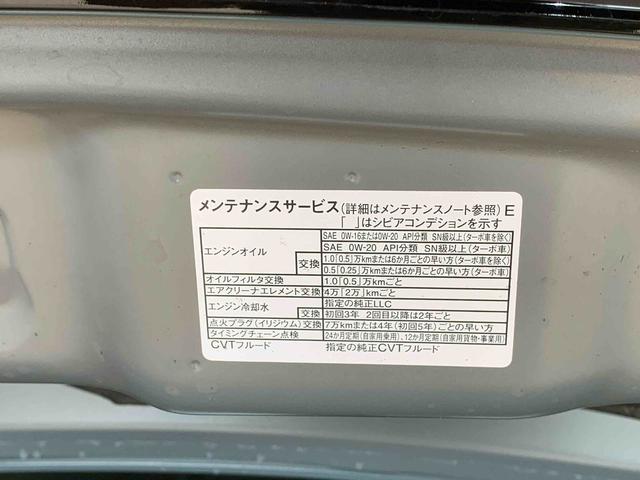 メンテナンスサービス(詳細はメンテナンスノート参照) E
「 」はシビアコンデションを示す
エンジンオイル
SAE 0W-16または0W-20 API分類 SN級以上(ターボ車を除く)
SAE 0W-20 API分類 SN級以上(ターボ車)
交換
1.0「0.5」万kmまたは6か月ごとの早い方(ターボ車を除く)
0.5「0.25」万kmまたは6か月ごとの早い方(ターボ車)
オイルフィルタ交換 1.0「0.5」万kmごと
エアクリーナエレメント交換 4万「2万」kmごと
エンジン冷却水 指定の純正LLC
交換 初回3年 2回目以降は2年ごと
点火プラグ(イリジウム)交換 7万kmまたは4年(初回5年)ごとの早い方
タイミングチェーン点検 24か月定期(自家用乗用)、12か月定期(自家用貨物・事業用)
CVTフルード 指定の純正CVTフルード